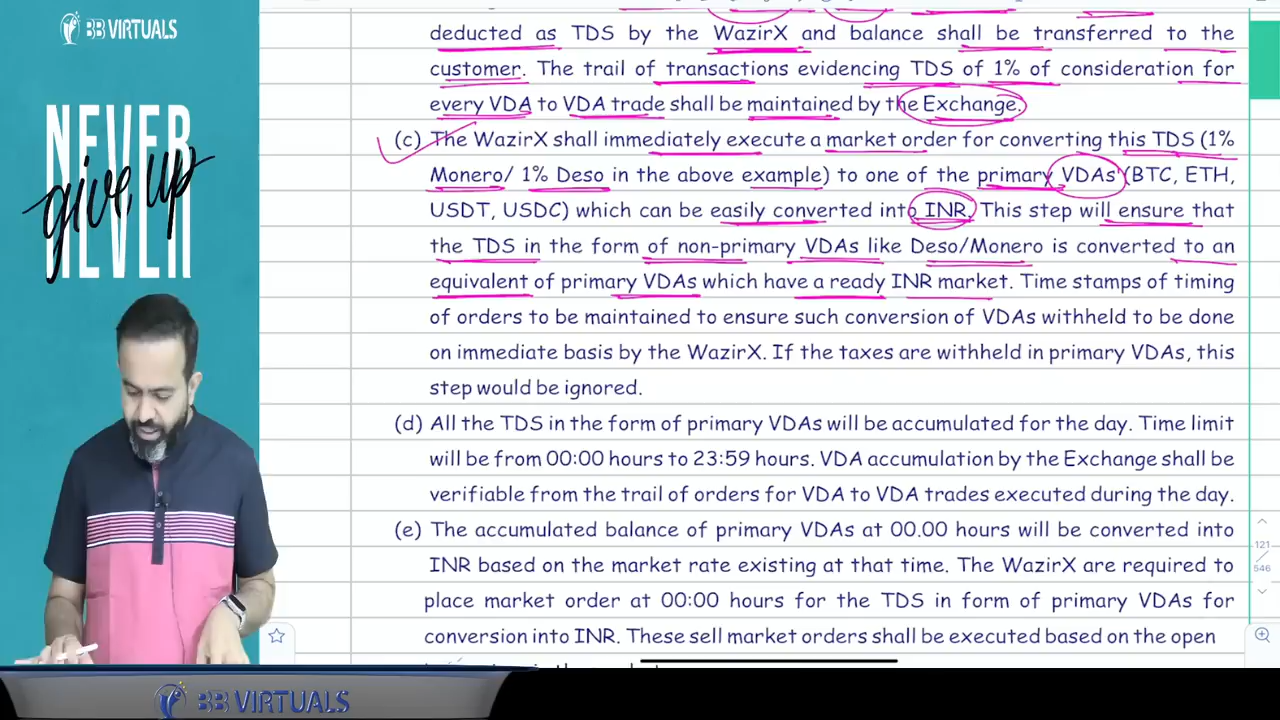 BB VIRTUALS
NEVER
give up
NEVER
deducted as TDS by the WazirX and balance shall be transferred to the
customer. The trail of transactions evidencing TDS of 1% of consideration for
every VDA to VDA trade shall be maintained by the Exchange.
(c) The WazirX shall immediately execute a market order for converting this TDS (1%
Monero/ 1% Deso in the above example) to one of the primary VDAs (BTC, ETH,
USDT, USDC) which can be easily converted into INR. This step will ensure that
the TDS in the form of non-primary VDAs like Deso/Monero is converted to an
equivalent of primary VDAs which have a ready INR market. Time stamps of timing
of orders to be maintained to ensure such conversion of VDAs withheld to be done
on immediate basis by the WazirX. If the taxes are withheld in primary VDAs, this
step would be ignored.
(d) All the TDS in the form of primary VDAs will be accumulated for the day. Time limit
will be from 00:00 hours to 23:59 hours. VDA accumulation by the Exchange shall be
verifiable from the trail of orders for VDA to VDA trades executed during the day.
(e) The accumulated balance of primary VDAs at 00.00 hours will be converted into
INR based on the market rate existing at that time. The WazirX are required to
place market order at 00:00 hours for the TDS in form of primary VDAs for
conversion into INR. These sell market orders shall be executed based on the open
121
546
BB VIRTUALS